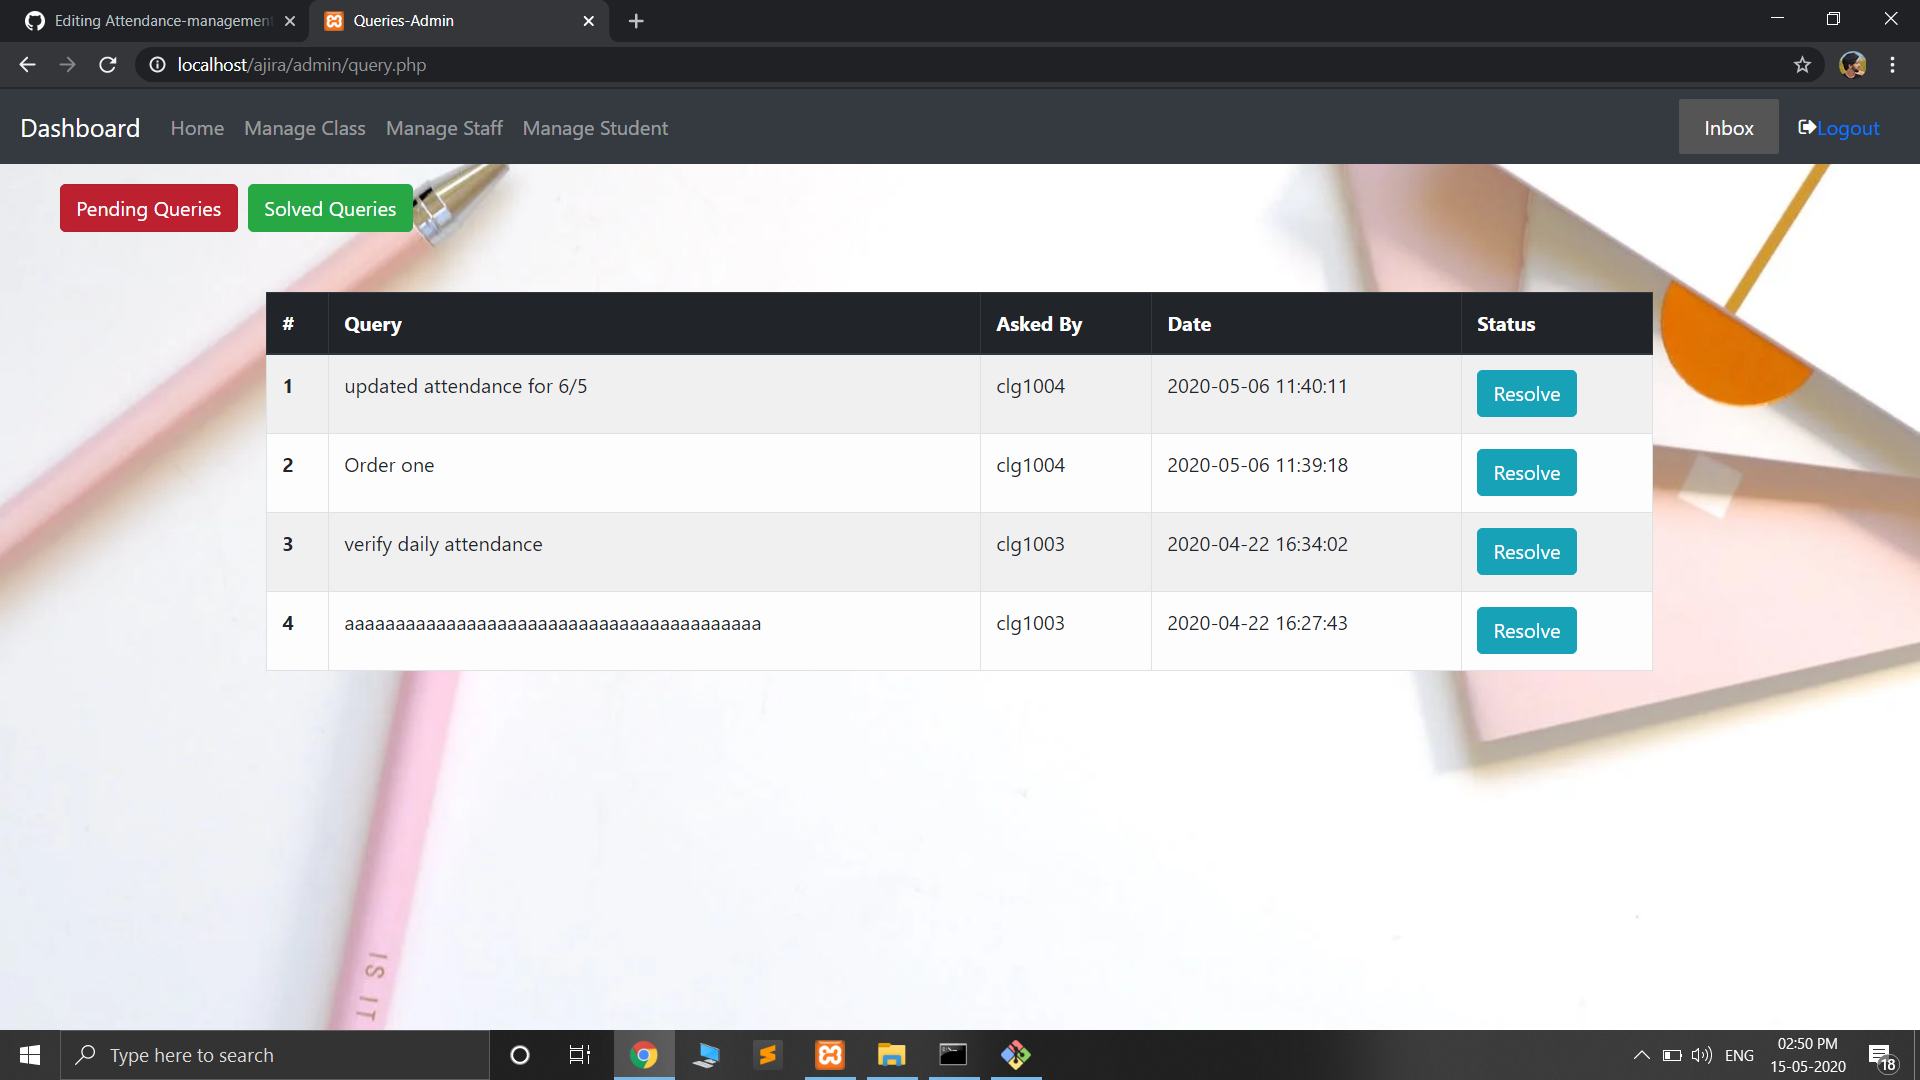 Editing Attendance-management
Queries-Admin
localhost/ajira/admin/query.php
Dashboard Home Manage Class Manage Staff Manage Student Inbox Logout
Pending Queries Solved Queries
# Query Asked By Date Status
1 updated attendance for 6/5 clg1004 2020-05-06 11:40:11 Resolve
2 Order one clg1004 2020-05-06 11:39:18 Resolve
3 verify daily attendance clg1003 2020-04-22 16:34:02 Resolve
4 aaaaaaaaaaaaaaaaaaaaaaaaaaaaaaaaaaaaaaaaa clg1003 2020-04-22 16:27:43 Resolve
IS IT
Type here to search
ENG
02:50 PM
15-05-2020
18